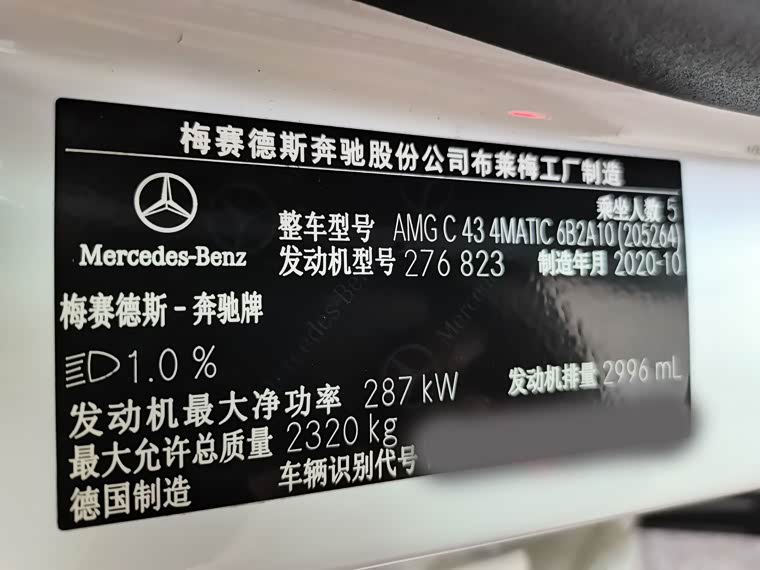 梅赛德斯奔驰股份公司布莱梅工厂制造
乘坐人数 5
整车型号 AMG C 43 4MATIC 6B2A10 (205264)
Mercedes-Benz
发动机型号 276 823 制造年月 2020-10
梅赛德斯-奔驰牌
1.0 %
发动机最大净功率 287 kW 发动机排量 2996 mL
最大允许总质量 2320 kg
德国制造 车辆识别代号